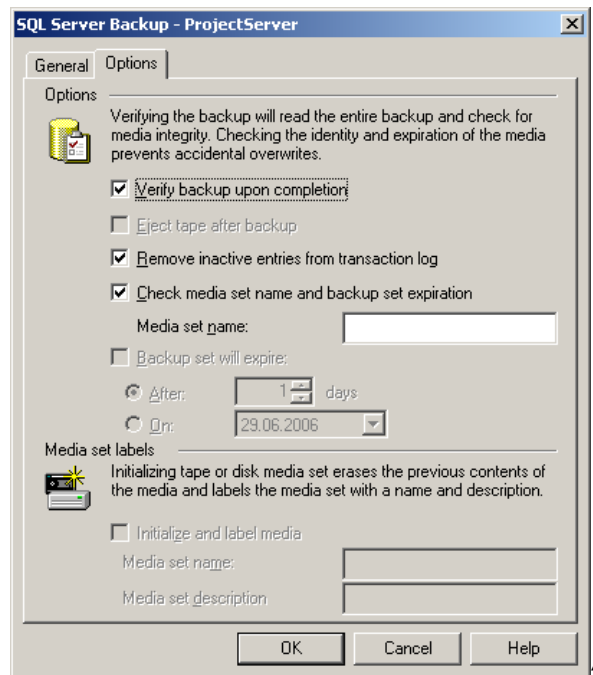 SQL Server Backup - ProjectServer
General Options
Options
Verifying the backup will read the entire backup and check for
media integrity. Checking the identity and expiration of the media
prevents accidental overwrites.
Verify backup upon completion
Eject tape after backup
Remove inactive entries from transaction log
Check media set name and backup set expiration
Media set name:
Backup set will expire:
After: 1 days
On: 29.06.2006
Media set labels
Initializing tape or disk media set erases the previous contents of
the media and labels the media set with a name and description.
Initialize and label media
Media set name:
Media set description
OK Cancel Help